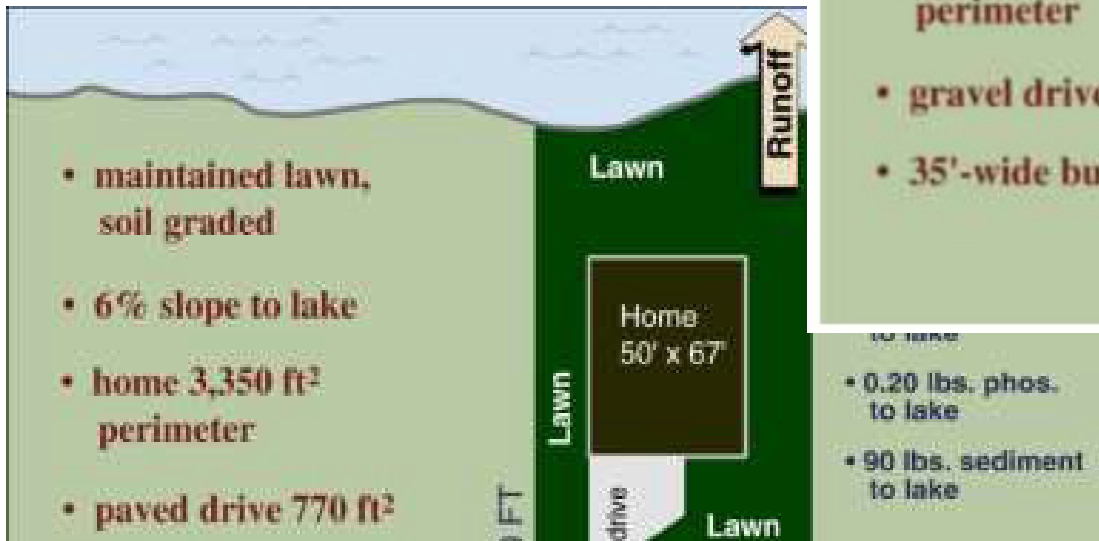 • maintained lawn,
soil graded
• 6% slope to lake
• home 3,350 ft²
perimeter
• paved drive 770 ft²
Lawn
Runoff
Home
50' x 67'
Lawn
drive
Lawn
FT
perimeter
• gravel drive
• 35'-wide
to lake
• 0.20 lbs. phos.
to lake
• 90 lbs. sediment
to lake